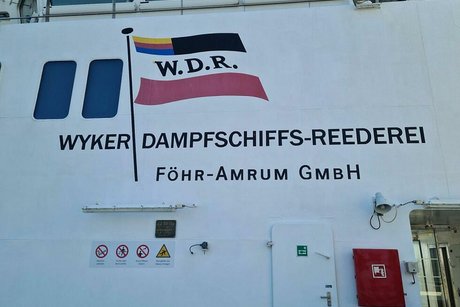 W.D.R.
WYKER DAMPFSCHIFFS-REEDEREI
FÖHR-AMRUM GMBH